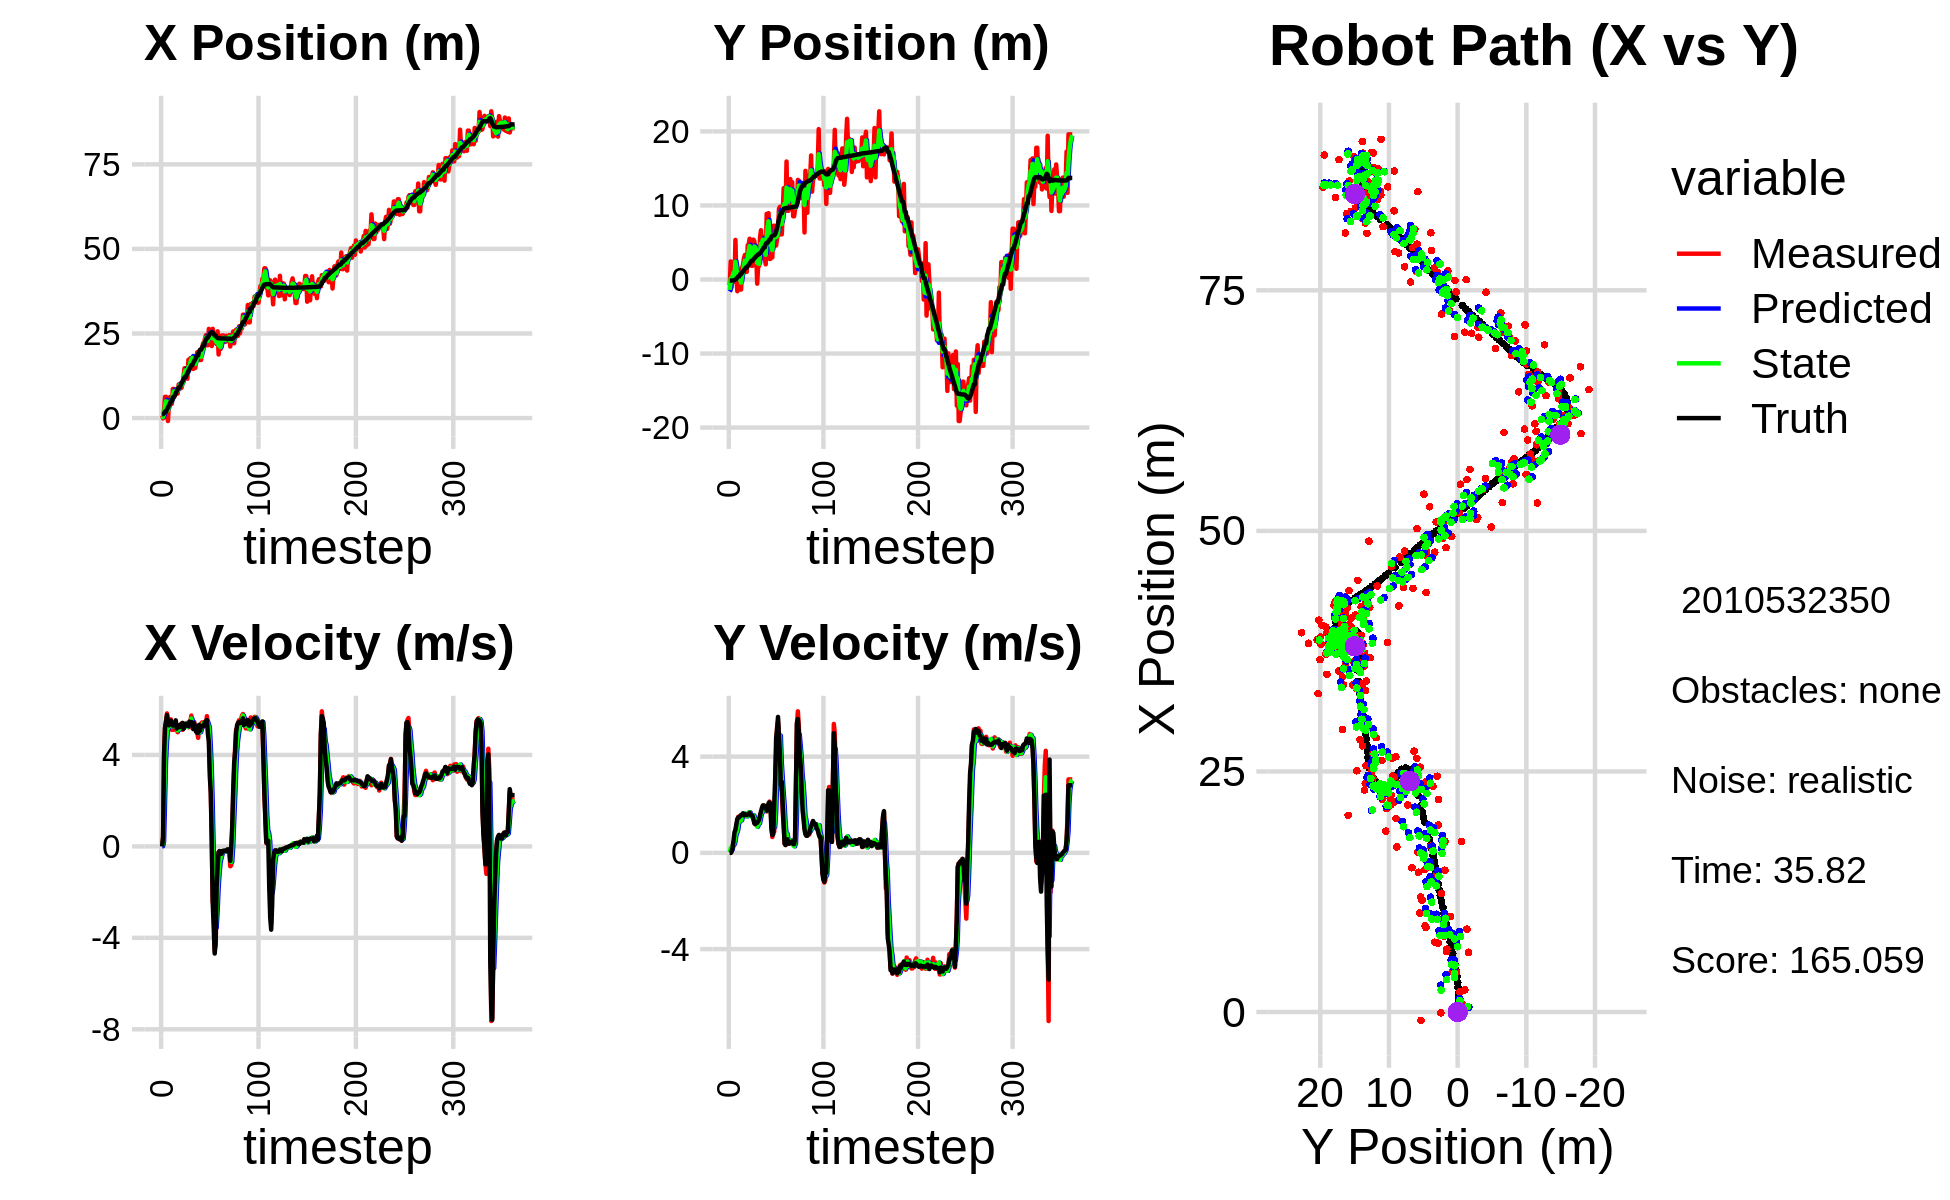 X Position (m)
75
50
25
0
0
100
200
300
timestep
Y Position (m)
20
10
0
-10
-20
0
100
200
300
timestep
X Velocity (m/s)
4
0
-4
-8
0
100
200
300
timestep
Y Velocity (m/s)
4
0
-4
0
100
200
300
timestep
Robot Path (X vs Y)
X Position (m)
75
50
25
0
20 10 0 -10 -20
Y Position (m)
variable
Measured
Predicted
State
Truth
2010532350
Obstacles: none
Noise: realistic
Time: 35.82
Score: 165.059